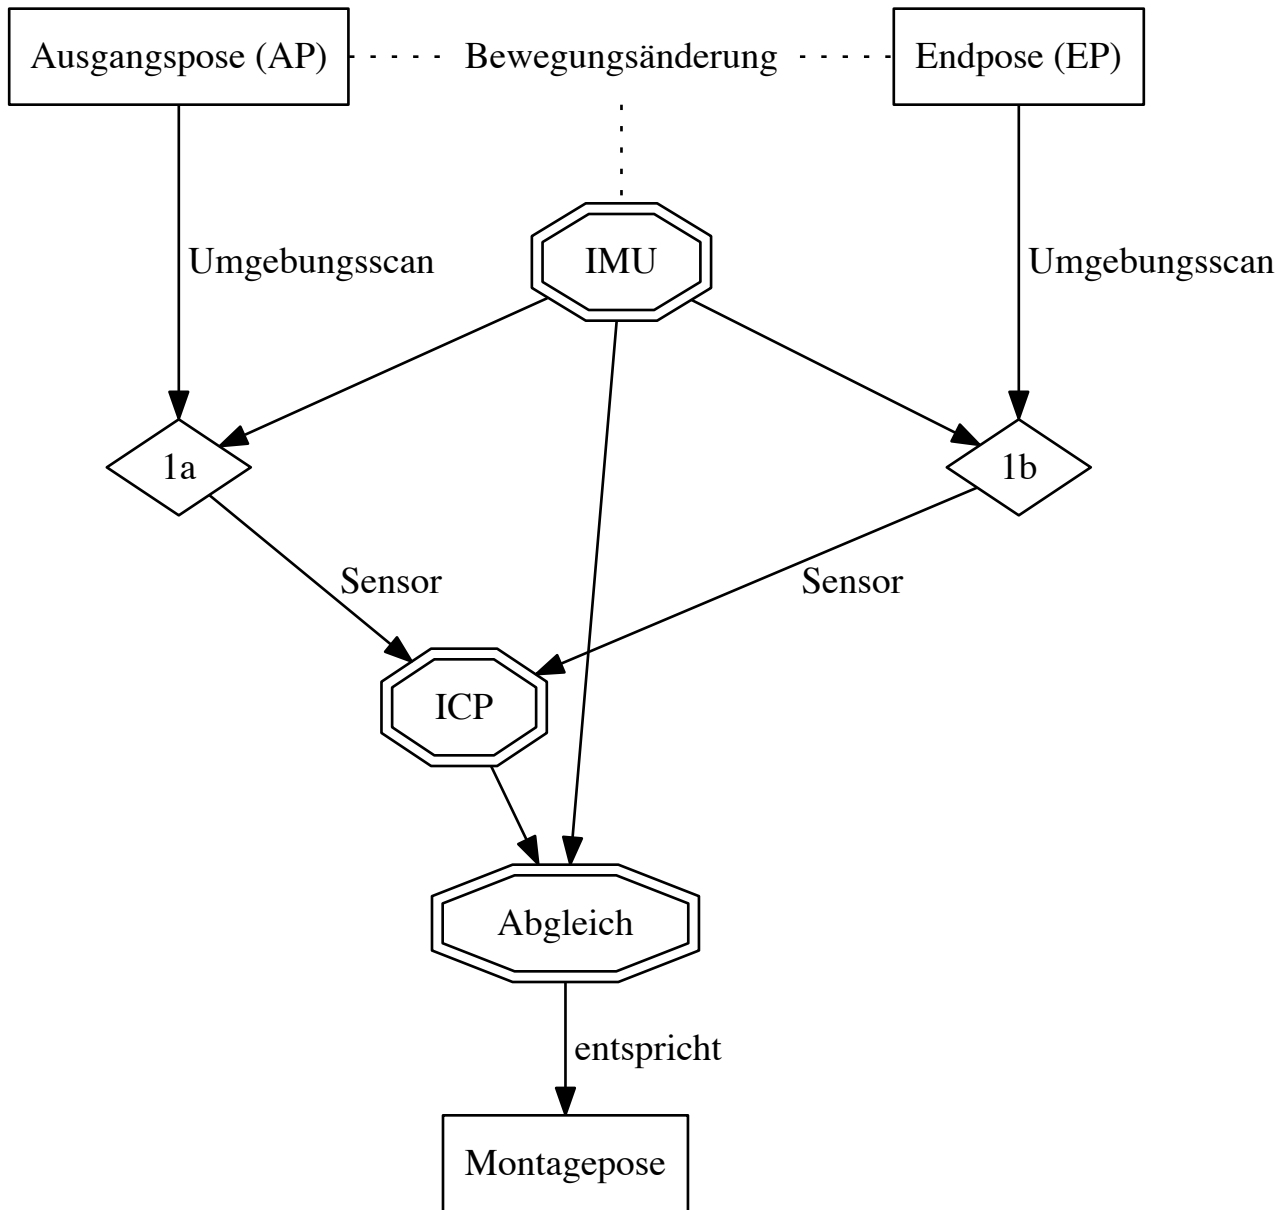 Ausgangspose (AP)
Bewegungsänderung
Endpose (EP)
Umgebungsscan
IMU
Umgebungsscan
1a
1b
Sensor
Sensor
ICP
Abgleich
entspricht
Montagepose